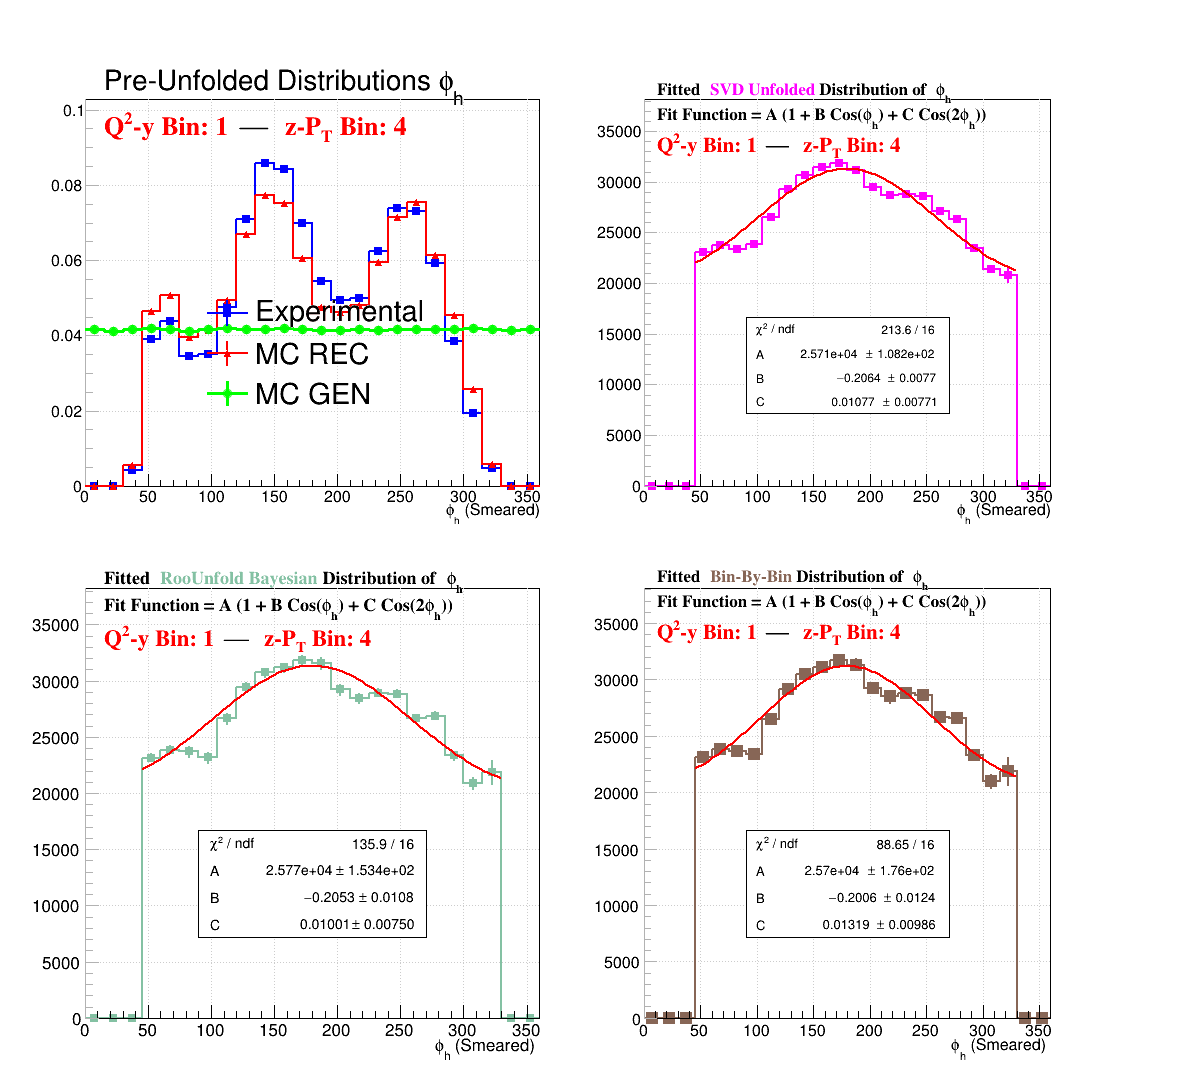 Pre-Unfolded Distributions ϕh
Q²-y Bin: 1 — z-PT Bin: 4
0.1
0.08
0.06
0.04
0.02
0
Experimental
MC REC
MC GEN
0 50 100 150 200 250 300 350
ϕh (Smeared)
Fitted SVD Unfolded Distribution of ϕh
Fit Function = A (1 + B Cos(ϕh) + C Cos(2ϕh))
Q²-y Bin: 1 — z-PT Bin: 4
35000
30000
25000
20000
15000
10000
5000
0
χ² / ndf 213.6 / 16
A 2.571e+04 ± 1.082e+02
B −0.2064 ± 0.0077
C 0.01077 ± 0.00771
0 50 100 150 200 250 300 350
ϕh (Smeared)
Fitted RooUnfold Bayesian Distribution of ϕh
Fit Function = A (1 + B Cos(ϕh) + C Cos(2ϕh))
Q²-y Bin: 1 — z-PT Bin: 4
35000
30000
25000
20000
15000
10000
5000
0
χ² / ndf 135.9 / 16
A 2.577e+04 ± 1.534e+02
B −0.2053 ± 0.0108
C 0.01001 ± 0.00750
0 50 100 150 200 250 300 350
ϕh (Smeared)
Fitted Bin-By-Bin Distribution of ϕh
Fit Function = A (1 + B Cos(ϕh) + C Cos(2ϕh))
Q²-y Bin: 1 — z-PT Bin: 4
35000
30000
25000
20000
15000
10000
5000
0
χ² / ndf 88.65 / 16
A 2.57e+04 ± 1.76e+02
B −0.2006 ± 0.0124
C 0.01319 ± 0.00986
0 50 100 150 200 250 300 350
ϕh (Smeared)